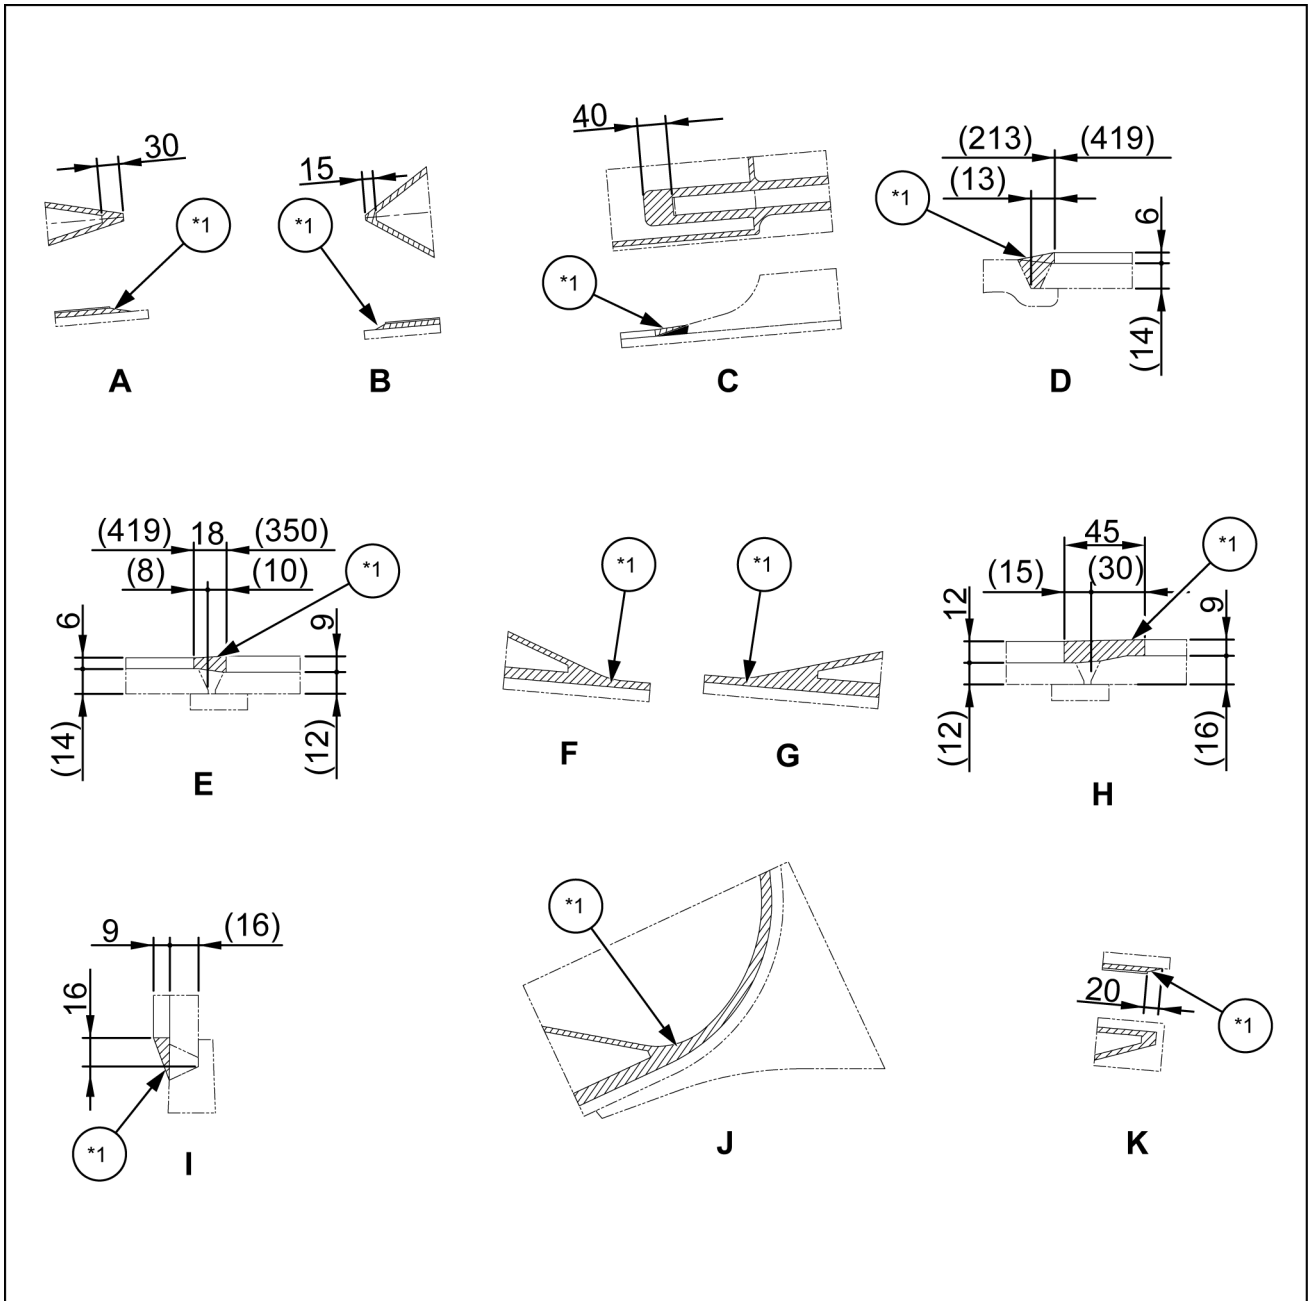 30
*1
A
15
*1
B
40
*1
C
(213) (419)
(13)
*1
6
(14)
D
(419) 18 (350)
(8) (10)
*1
6
9
(14)
(12)
E
*1
F
*1
G
45
*1
(15) (30)
12
9
(12)
(16)
H
9 (16)
16
*1
I
*1
J
20
*1
K